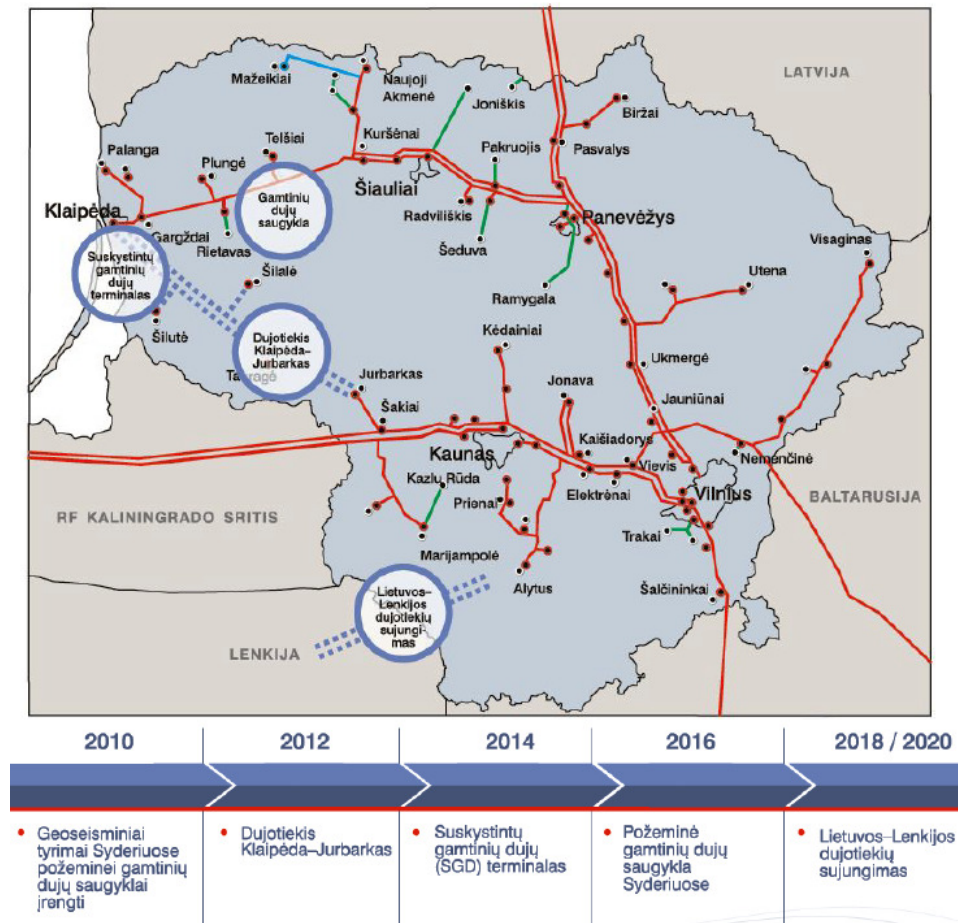 LATVIJA
Mažeikiai
Naujoji
Akmenė
Joniškis
Biržai
Telšiai
Kuršėnai
Pakruojis
Pasvalys
Palanga
Plungė
Šiauliai
Klaipėda
Gamtinių
dujų
saugykla
Radviliškis
Panevėžys
Gargždai
Rietavas
Šeduva
Visaginas
Suskystintų
gamtinių
dujų
terminalas
Šilalė
Ramygala
Utena
Šilutė
Dujotiekis
Klaipėda–
Jurbarkas
Kėdainiai
Tauragė
Jurbarkas
Jonava
Ukmergė
Šakiai
Jauniūnai
Kaunas
Kaišiadorys
Vievis
Nemenčinė
Kazlų Rūda
Prienai
Elektrėnai
Vilnius
BALTARUSIJA
RF KALININGRADO SRITIS
Trakai
Marijampolė
Alytus
Šalčininkai
Lietuvos–
Lenkijos
dujotiekių
sujungi-
mas
LENKIJA
2010
2012
2014
2016
2018 / 2020
• Geoseisminiai
tyrimai Syderiuose
požeminei gamtinių
dujų saugyklai
įrengti
• Dujotiekis
Klaipėda–Jurbarkas
• Suskystintų
gamtinių dujų
(SGD) terminalas
• Požeminė
gamtinių dujų
saugykla
Syderiuose
• Lietuvos–Lenkijos
dujotiekių
sujungimas